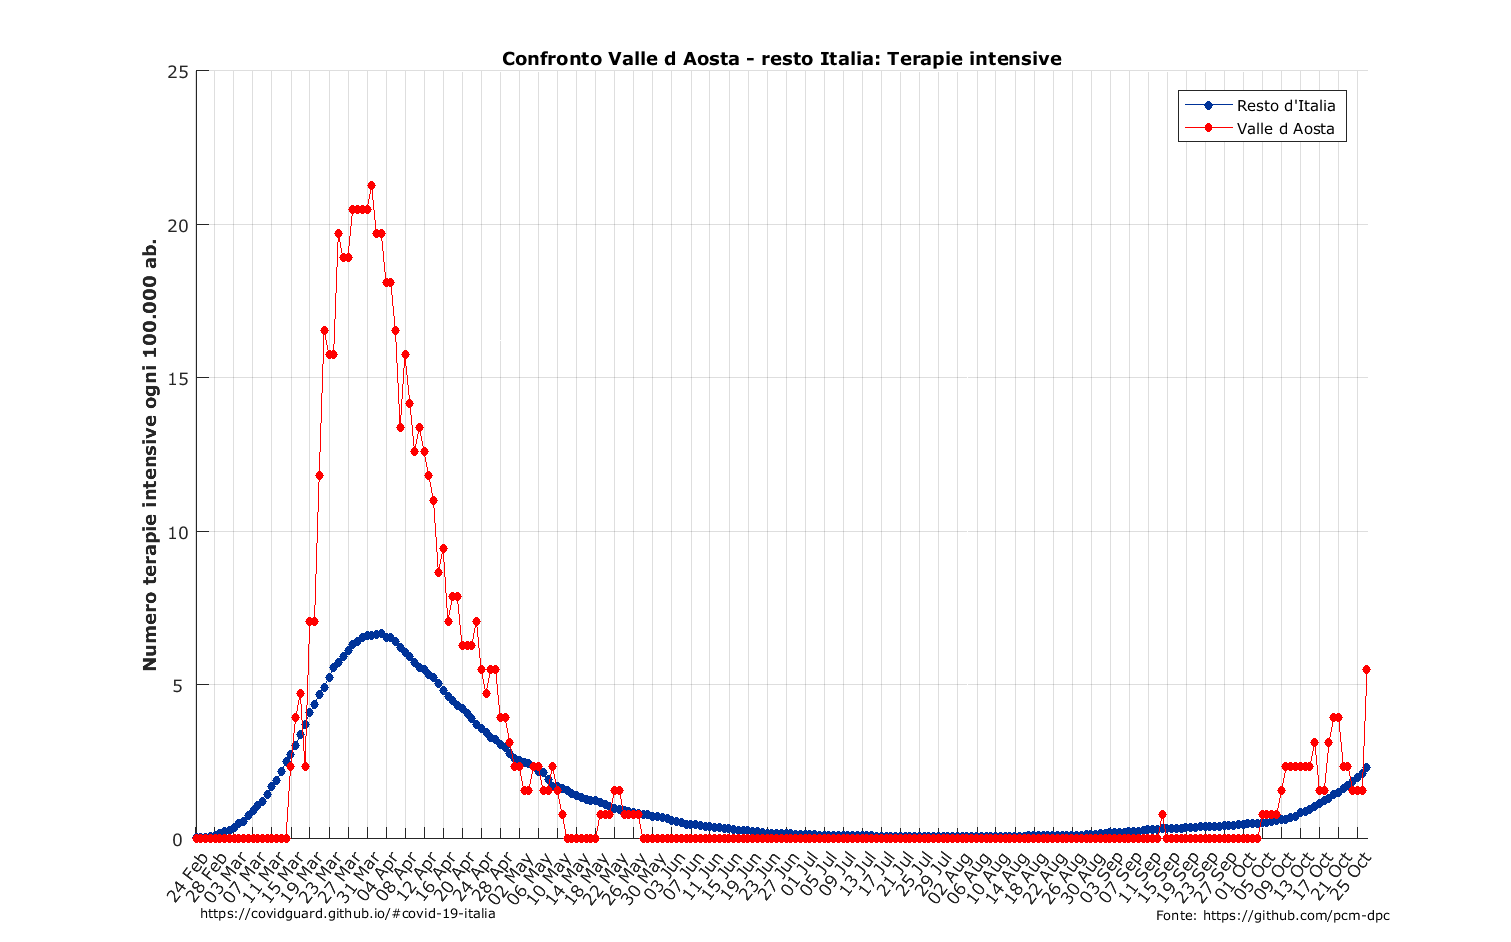 Confronto Valle d Aosta - resto Italia: Terapie intensive
Resto d'Italia
Valle d Aosta
Numero terapie intensive ogni 100.000 ab.
25
20
15
10
5
0
24 Feb
28 Feb
03 Mar
07 Mar
11 Mar
15 Mar
19 Mar
23 Mar
27 Mar
31 Mar
04 Apr
08 Apr
12 Apr
16 Apr
20 Apr
24 Apr
28 Apr
02 May
06 May
10 May
14 May
18 May
22 May
26 May
30 May
03 Jun
07 Jun
11 Jun
15 Jun
19 Jun
23 Jun
27 Jun
01 Jul
05 Jul
09 Jul
13 Jul
17 Jul
21 Jul
25 Jul
29 Jul
02 Aug
06 Aug
10 Aug
14 Aug
18 Aug
22 Aug
26 Aug
30 Aug
03 Sep
07 Sep
11 Sep
15 Sep
19 Sep
23 Sep
27 Sep
01 Oct
05 Oct
09 Oct
13 Oct
17 Oct
21 Oct
25 Oct
https://covidguard.github.io/#covid-19-italia
Fonte: https://github.com/pcm-dpc